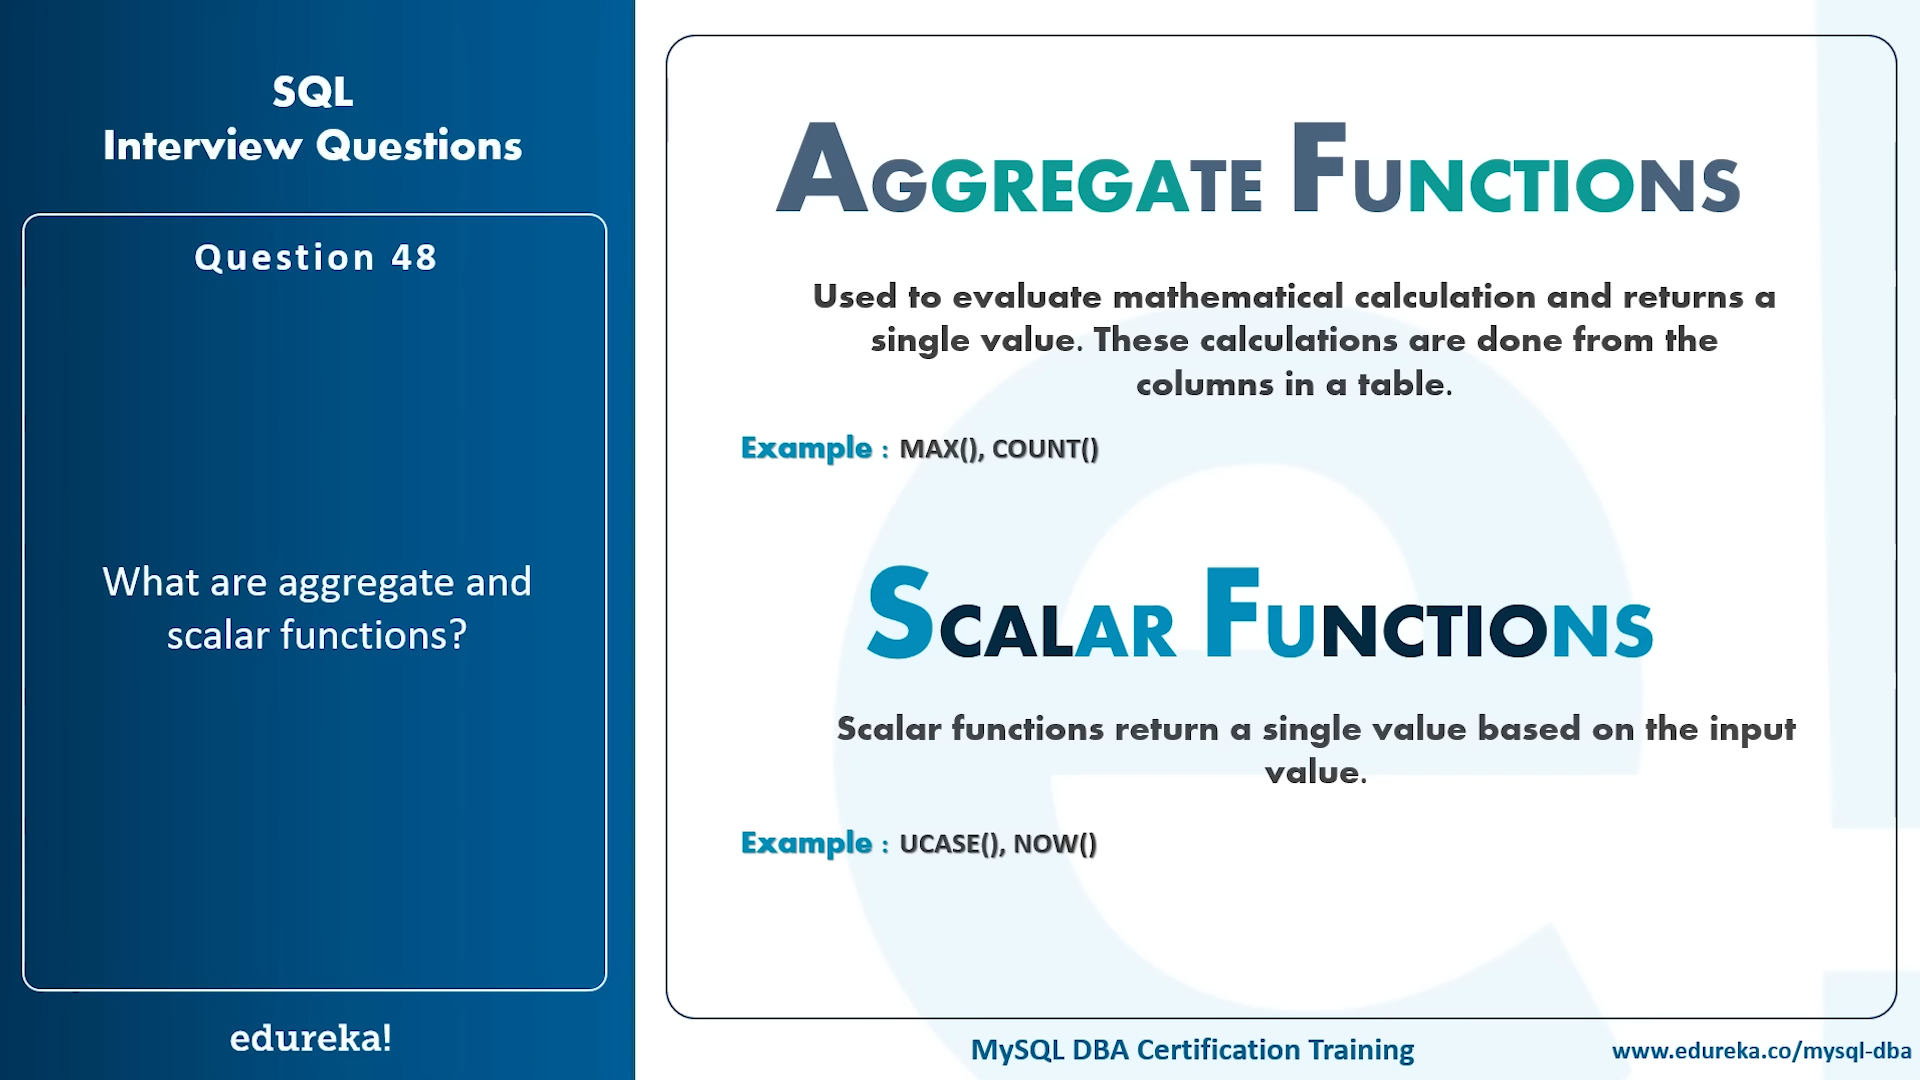 SQL
Interview Questions
Question 48
What are aggregate and
scalar functions?
edureka!
AGGREGATE FUNCTIONS
Used to evaluate mathematical calculation and returns a
single value. These calculations are done from the
columns in a table.
Example : MAX(), COUNT()
SCALAR FUNCTIONS
Scalar functions return a single value based on the input
value.
Example : UCASE(), NOW()
MySQL DBA Certification Training
www.edureka.co/mysql-dba